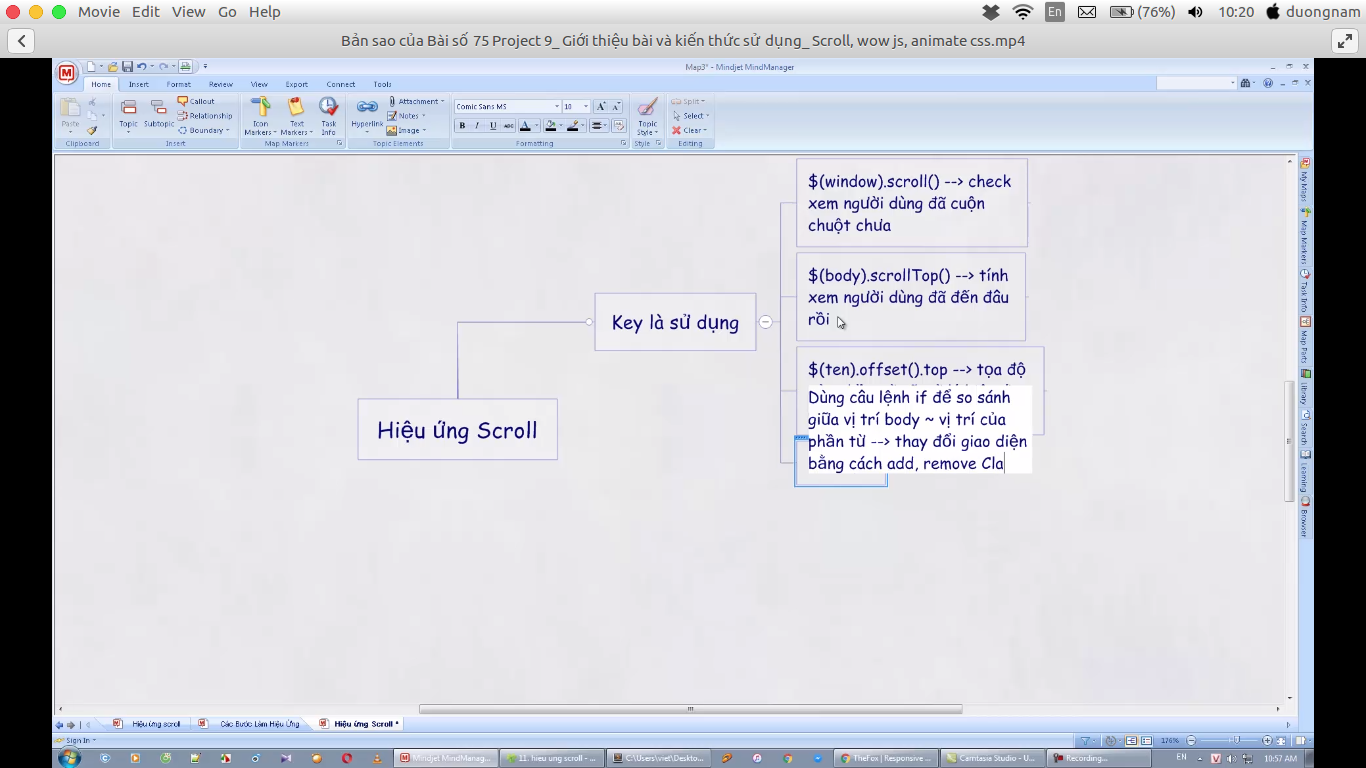 Movie Edit View Go Help
En (76%) 10:20 duongnam
Bản sao của Bài số 75 Project 9_ Giới thiệu bài và kiến thức sử dụng_ Scroll, wow js, animate css.mp4
Map3* - Mindjet MindManager
Home Insert Format Review View Export Connect Tools
Paste
Clipboard
Topic Subtopic
Callout
Relationship
Boundary
Insert
Icon Markers
Text Markers
Task Info
Map Markers
Hyperlink
Attachment
Notes
Image
Topic Elements
Comic Sans MS 10
B I U
Formatting
Topic Style
Style
Split
Select
Clear
Editing
My Maps
Map Markers
Task Info
Map Parts
Library
Search
Learning
Browser
$(window).scroll() --> check
xem người dùng đã cuộn
chuột chưa
$(body).scrollTop() --> tính
xem người dùng đã đến đâu
rồi
Key là sử dụng
$(ten).offset().top --> tọa độ
Dùng câu lệnh if để so sánh
giữa vị trí body ~ vị trí của
phần tử --> thay đổi giao diện
bằng cách add, remove Cla
Hiệu ứng Scroll
Hiệu ứng scroll Các Bước Làm Hiệu Ứng Hiệu ứng Scroll *
Sign In 176%
Mindjet MindManag... 11. hieu ung scroll - ... C:\Users\viet\Deskto... TheFox | Responsive ... Camtasia Studio - U... Recording... EN 10:57 AM